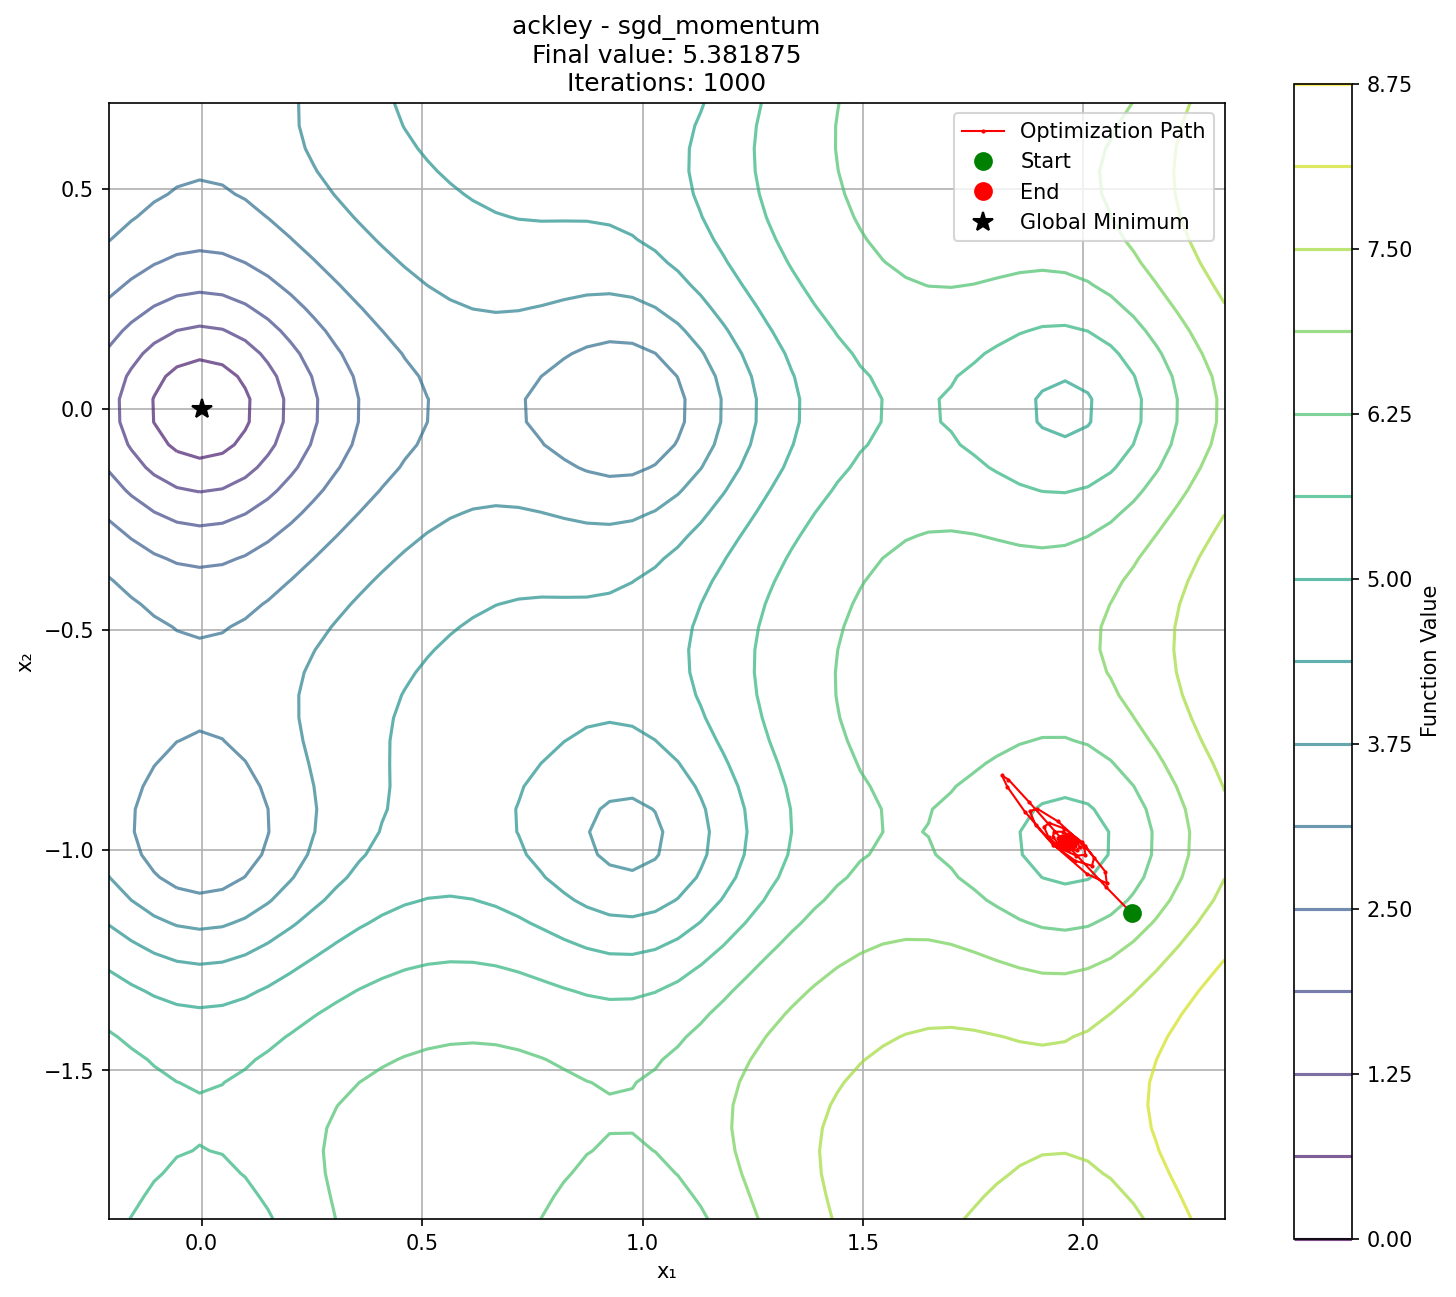 ackley - sgd_momentum
Final value: 5.381875
Iterations: 1000
Optimization Path
Start
End
Global Minimum
0.5
0.0
−0.5
−1.0
−1.5
x₂
0.0
0.5
1.0
1.5
2.0
x₁
8.75
7.50
6.25
5.00
3.75
2.50
1.25
0.00
Function Value